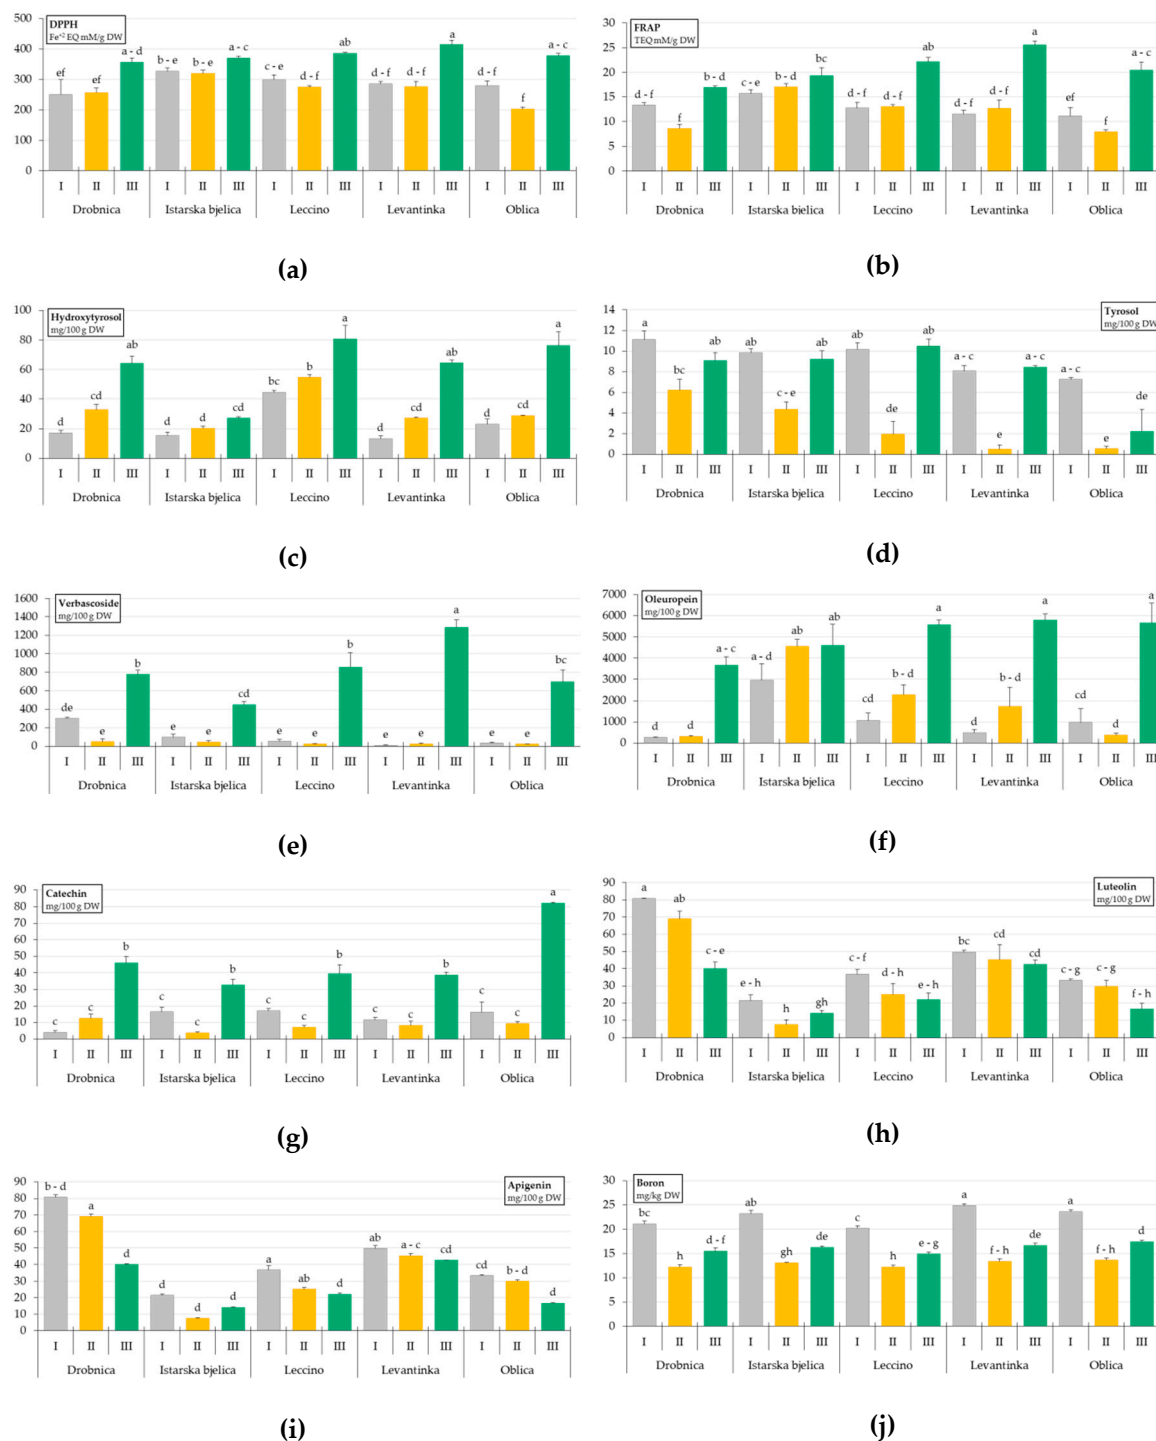 DPPH
Fe⁺² EQ mM/g DW
500
400
300
200
100
0
ef ef a - d b - e b - e a - c c - e d - f ab d - f d - f a d - f f a - c
I II III I II III I II III I II III I II III
Drobnica Istarska bjelica Leccino Levantinka Oblica
(a)
FRAP
TEQ mM/g DW
30
25
20
15
10
5
0
d - f f b - d c - e b - d bc d - f d - f ab d - f d - f a ef f a - c
I II III I II III I II III I II III I II III
Drobnica Istarska bjelica Leccino Levantinka Oblica
(b)
Hydroxytyrosol
mg/100 g DW
100
80
60
40
20
0
d cd ab d d cd bc b a d cd ab d cd a
I II III I II III I II III I II III I II III
Drobnica Istarska bjelica Leccino Levantinka Oblica
(c)
Tyrosol
mg/100 g DW
14
12
10
8
6
4
2
0
a bc ab ab c - e ab ab de ab a - c e a - c a - c e de
I II III I II III I II III I II III I II III
Drobnica Istarska bjelica Leccino Levantinka Oblica
(d)
Verbascoside
mg/100 g DW
1600
1400
1200
1000
800
600
400
200
0
de e b e e cd e e b e e a e e bc
I II III I II III I II III I II III I II III
Drobnica Istarska bjelica Leccino Levantinka Oblica
(e)
Oleuropein
mg/100 g DW
7000
6000
5000
4000
3000
2000
1000
0
d d a - c a - d ab ab cd b - d a d b - d a cd d a
I II III I II III I II III I II III I II III
Drobnica Istarska bjelica Leccino Levantinka Oblica
(f)
Catechin
mg/100 g DW
90
80
70
60
50
40
30
20
10
0
c c b c c b c c b c c b c c a
I II III I II III I II III I II III I II III
Drobnica Istarska bjelica Leccino Levantinka Oblica
(g)
Luteolin
mg/100 g DW
90
80
70
60
50
40
30
20
10
0
a ab c - e e - h h gh c - f d - h e - h bc cd cd c - g c - g f - h
I II III I II III I II III I II III I II III
Drobnica Istarska bjelica Leccino Levantinka Oblica
(h)
Apigenin
mg/100 g DW
90
80
70
60
50
40
30
20
10
0
b - d a d d d d a ab d ab a - c cd cd b - d d
I II III I II III I II III I II III I II III
Drobnica Istarska bjelica Leccino Levantinka Oblica
(i)
Boron
mg/kg DW
30
25
20
15
10
5
0
bc h d - f ab gh de c h e - g a f - h de a f - h d
I II III I II III I II III I II III I II III
Drobnica Istarska bjelica Leccino Levantinka Oblica
(j)